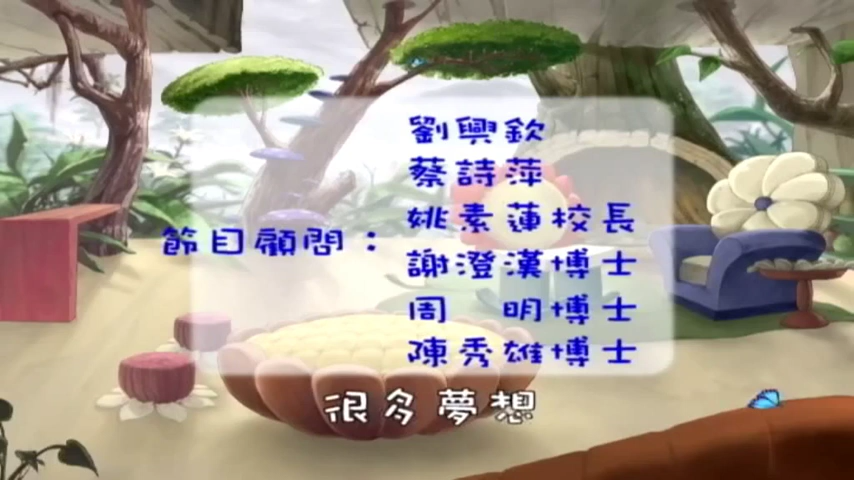 劉興欽
蔡詩萍
姚素蓮校長
節目顧問：
謝澄漢博士
周　明博士
陳秀雄博士
很多夢想